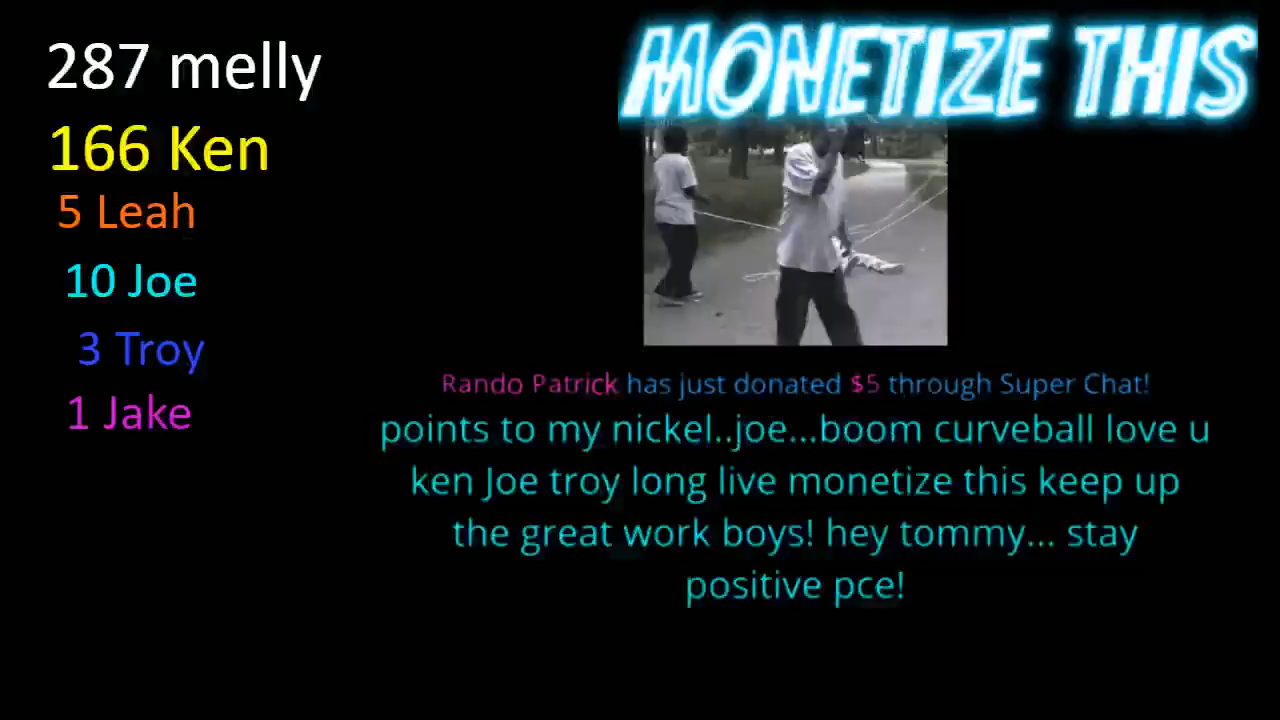 287 melly
166 Ken
5 Leah
10 Joe
3 Troy
1 Jake
MONETIZE THIS
Rando Patrick has just donated $5 through Super Chat!
points to my nickel..joe...boom curveball love u
ken Joe troy long live monetize this keep up
the great work boys! hey tommy... stay
positive pce!